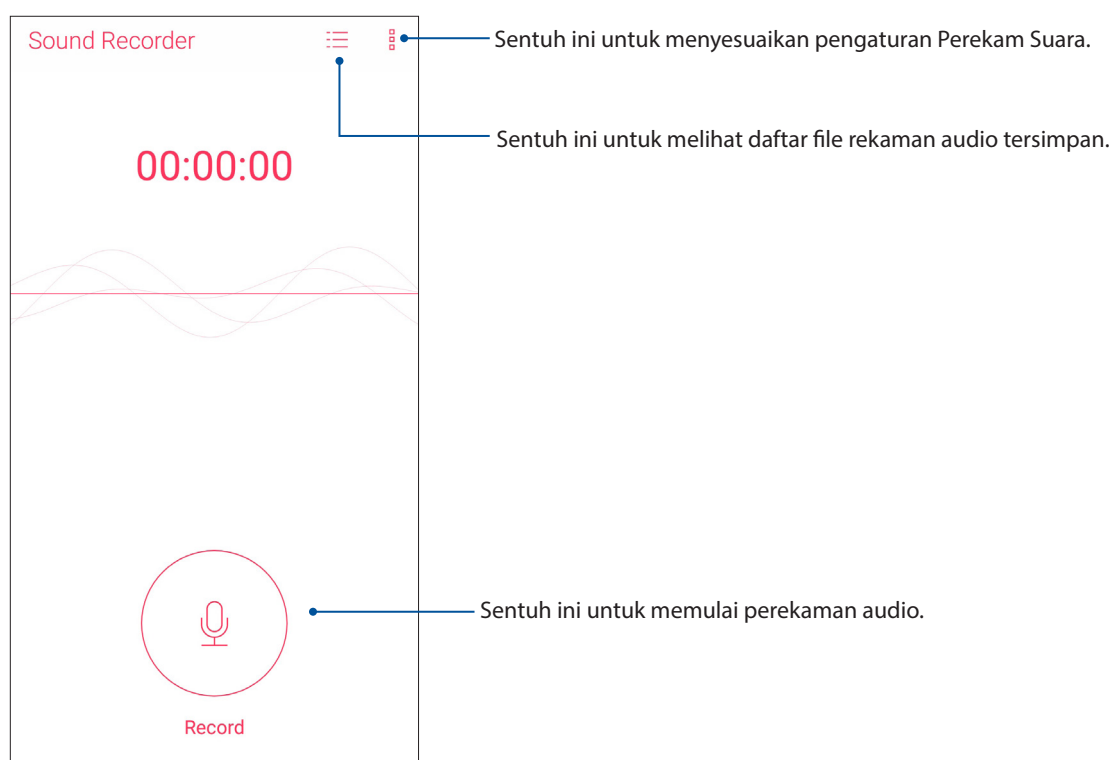 Sound Recorder
Sentuh ini untuk menyesuaikan pengaturan Perekam Suara.
Sentuh ini untuk melihat daftar file rekaman audio tersimpan.
00:00:00
Sentuh ini untuk memulai perekaman audio.
Record